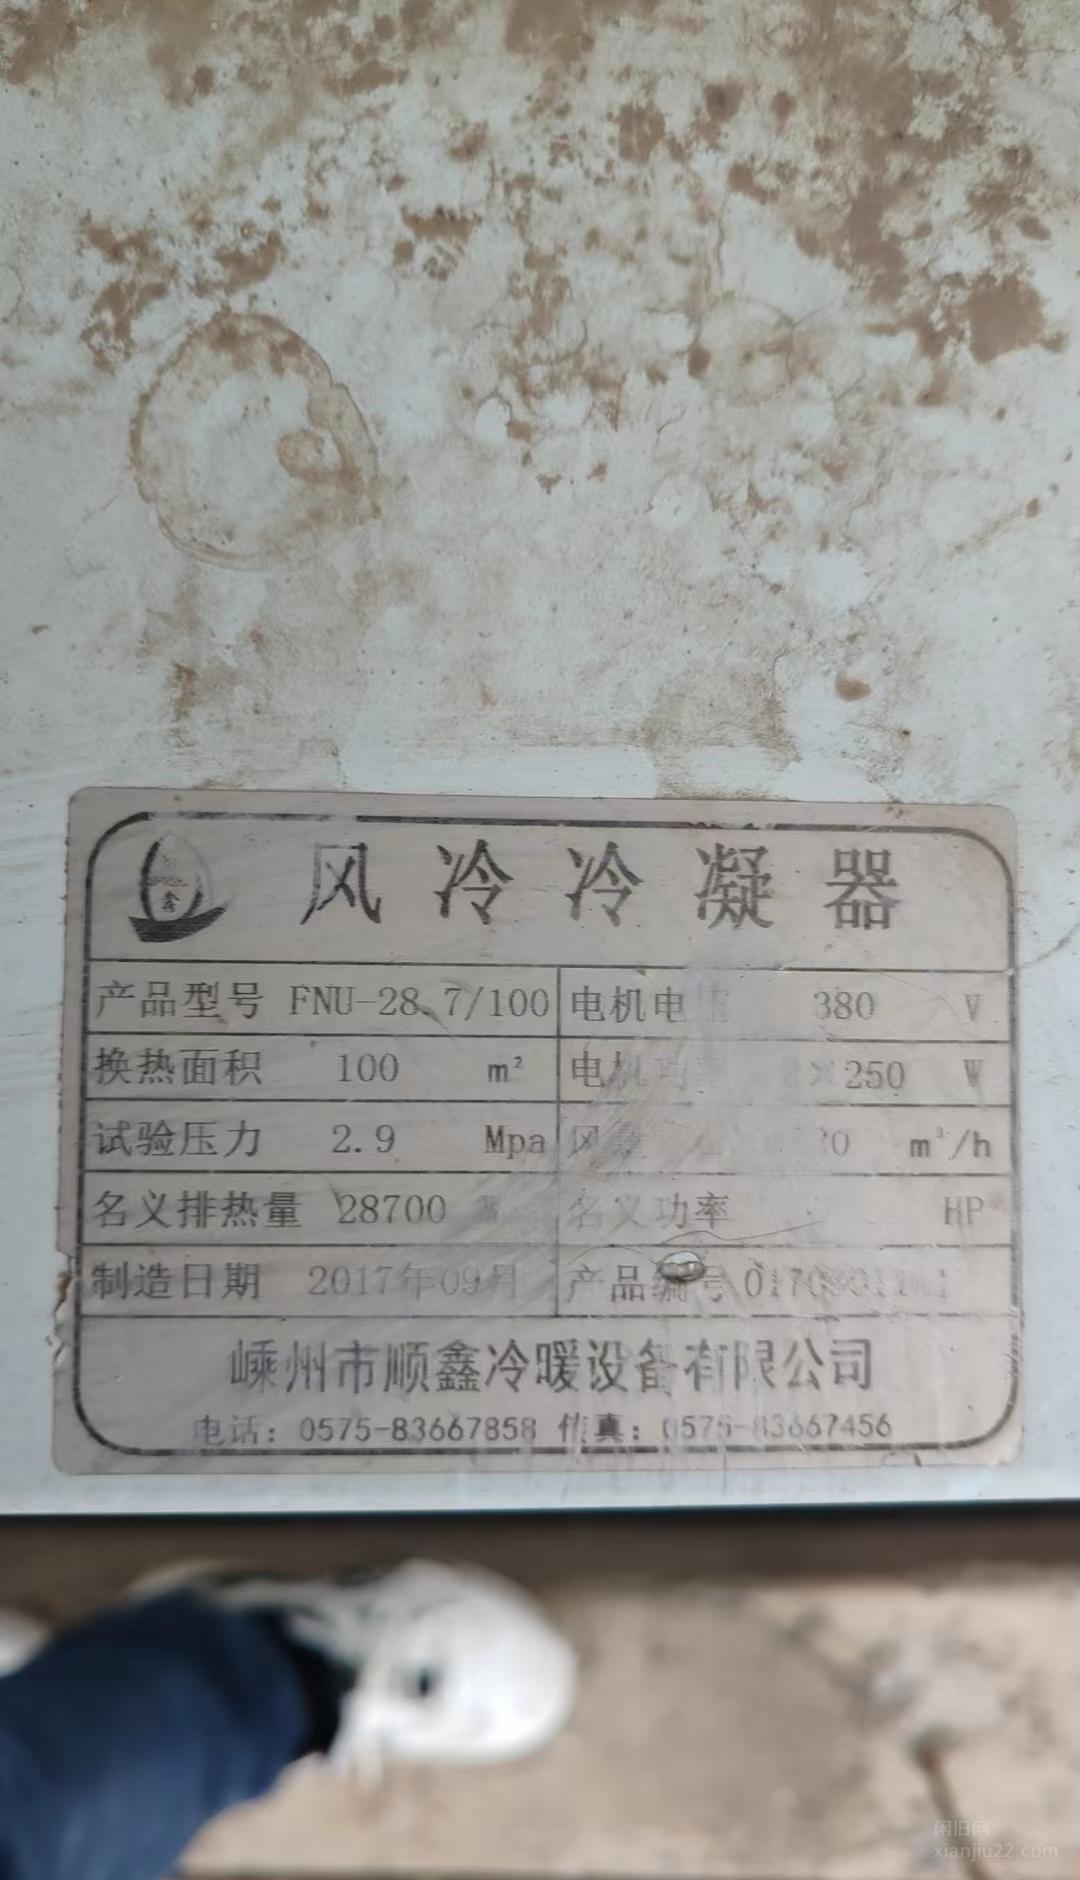 鑫
风冷冷凝器
产品型号 FNU-28.7/100 电机电 380 V
换热面积 100 m² 电机功 ×250 W
试验压力 2.9 Mpa 风 m³/h
名义排热量 28700 名义功率 HP
制造日期 2017年09月 产品编号
嵊州市顺鑫冷暖设备有限公司
电话: 0575-83667858 传真: 0575-83667456
闲旧网
xianjiu22.com